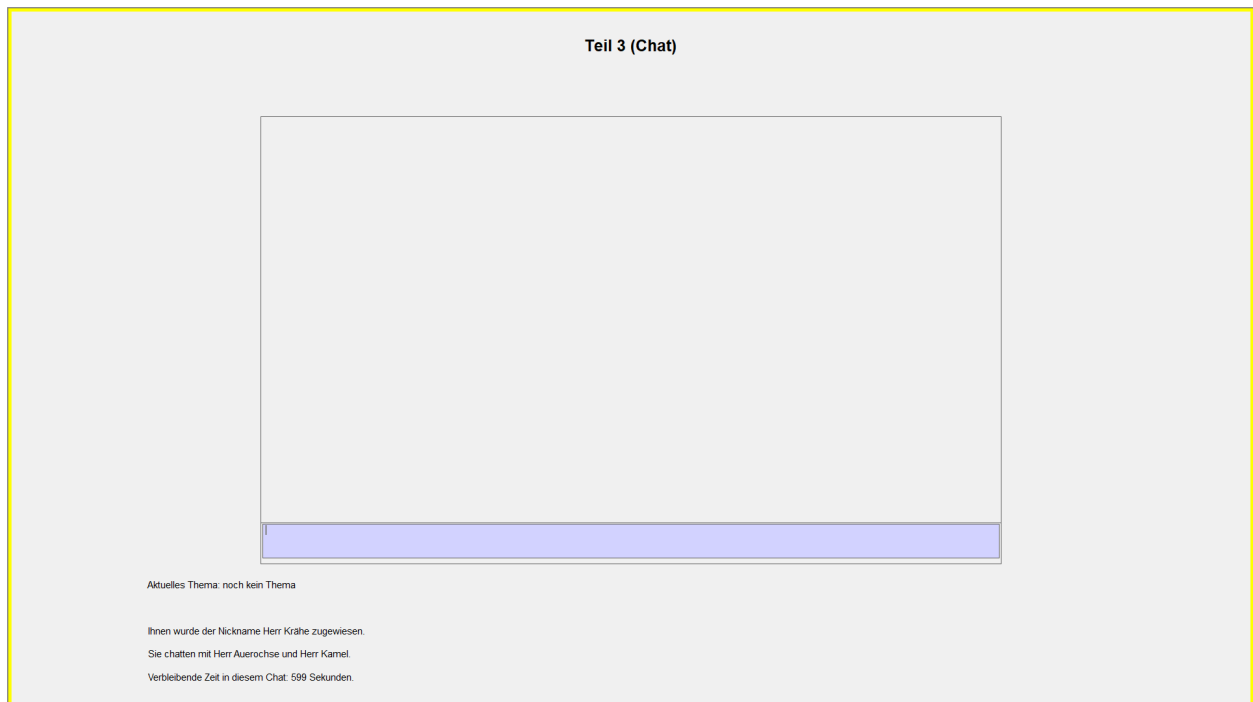 Teil 3 (Chat)
Aktuelles Thema: noch kein Thema
Ihnen wurde der Nickname Herr Krähe zugewiesen.
Sie chatten mit Herr Auerochse und Herr Kamel.
Verbleibende Zeit in diesem Chat: 599 Sekunden.